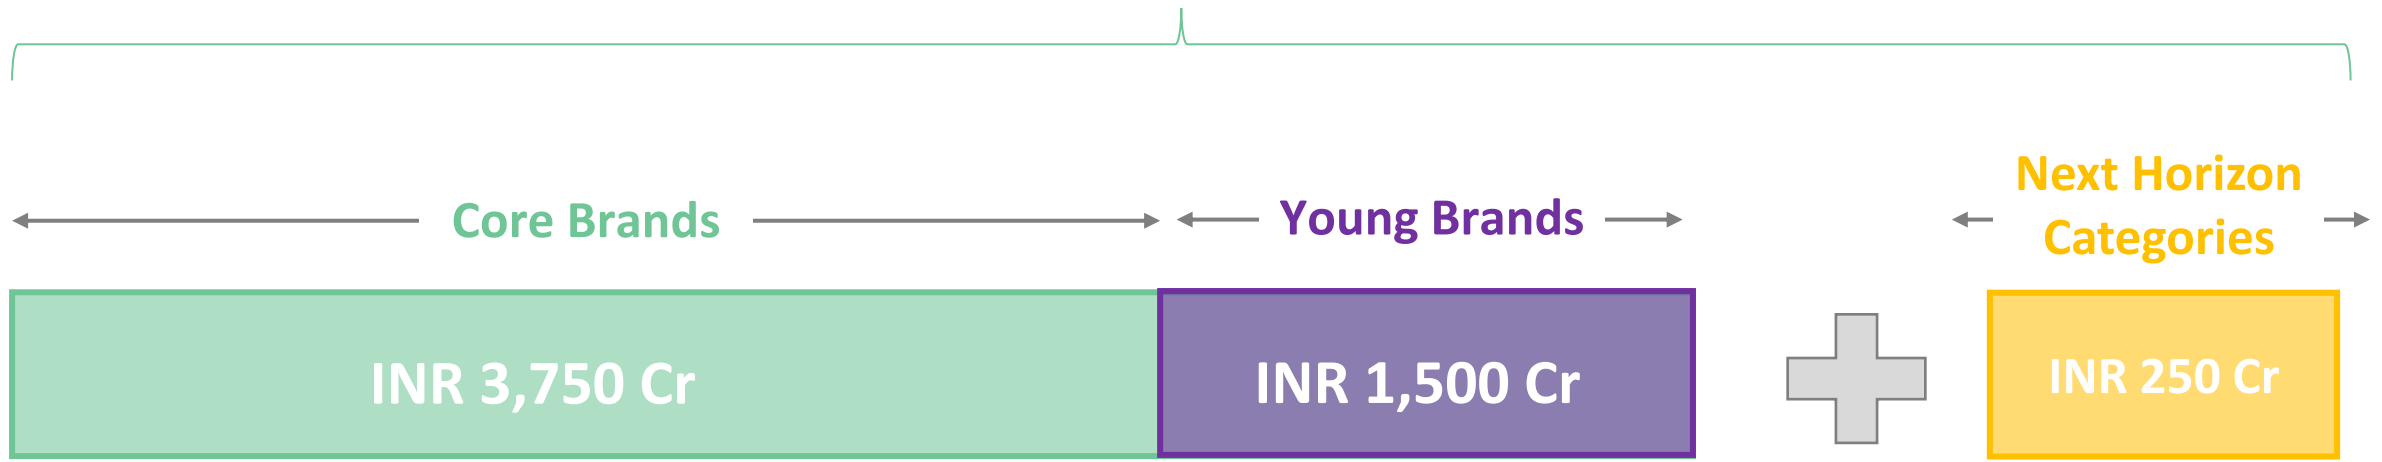 Core Brands
Young Brands
Next Horizon
Categories
INR 3,750 Cr
INR 1,500 Cr
INR 250 Cr